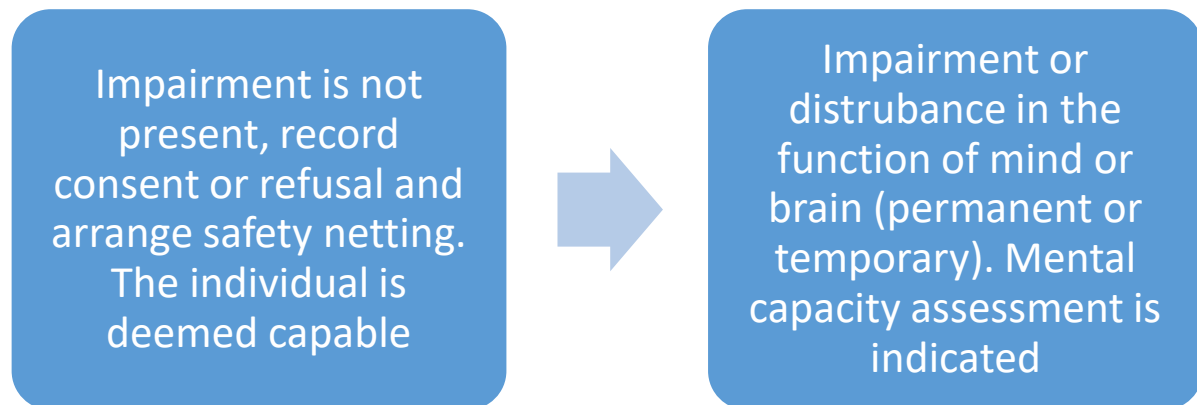 Impairment is not
present, record
consent or refusal and
arrange safety netting.
The individual is
deemed capable
Impairment or
distrubance in the
function of mind or
brain (permanent or
temporary). Mental
capacity assessment is
indicated